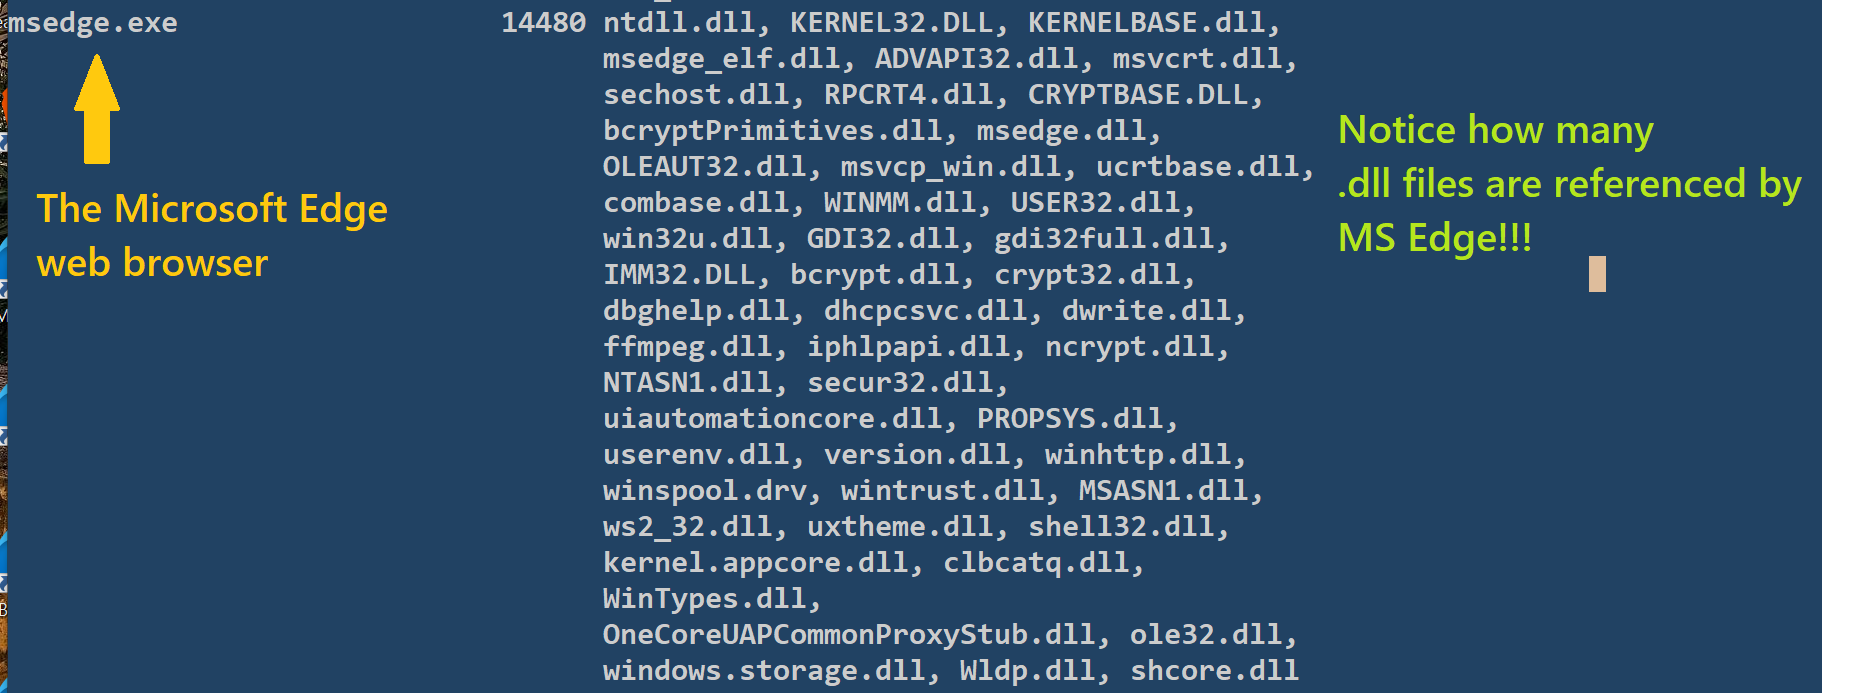 msedge.exe 14480 ntdll.dll, KERNEL32.DLL, KERNELBASE.dll,
msedge_elf.dll, ADVAPI32.dll, msvcrt.dll,
sechost.dll, RPCRT4.dll, CRYPTBASE.DLL,
bcryptPrimitives.dll, msedge.dll,
OLEAUT32.dll, msvcp_win.dll, ucrtbase.dll,
combase.dll, WINMM.dll, USER32.dll,
win32u.dll, GDI32.dll, gdi32full.dll,
IMM32.DLL, bcrypt.dll, crypt32.dll,
dbghelp.dll, dhcpcsvc.dll, dwrite.dll,
ffmpeg.dll, iphlpapi.dll, ncrypt.dll,
NTASN1.dll, secur32.dll,
uiautomationcore.dll, PROPSYS.dll,
userenv.dll, version.dll, winhttp.dll,
winspool.drv, wintrust.dll, MSASN1.dll,
ws2_32.dll, uxtheme.dll, shell32.dll,
kernel.appcore.dll, clbcatq.dll,
WinTypes.dll,
OneCoreUAPCommonProxyStub.dll, ole32.dll,
windows.storage.dll, Wldp.dll, shcore.dll
The Microsoft Edge
web browser
Notice how many
.dll files are referenced by
MS Edge!!!